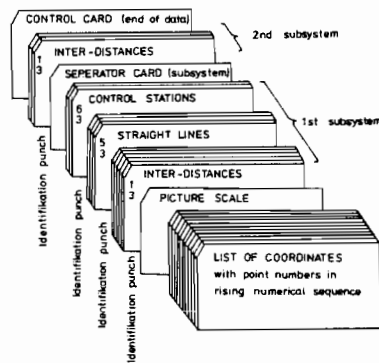 CONTROL CARD (end of data)
2nd subsystem
INTER-DISTANCES
1
3
SEPERATOR CARD (subsystem)
CONTROL STATIONS
6
3
1st subsystem
STRAIGHT LINES
5
3
INTER-DISTANCES
1
3
PICTURE SCALE
Identifikation punch
Identifikation punch
Identifikation punch
Identifikation punch
LIST OF COORDINATES
with point numbers in
rising numerical sequence